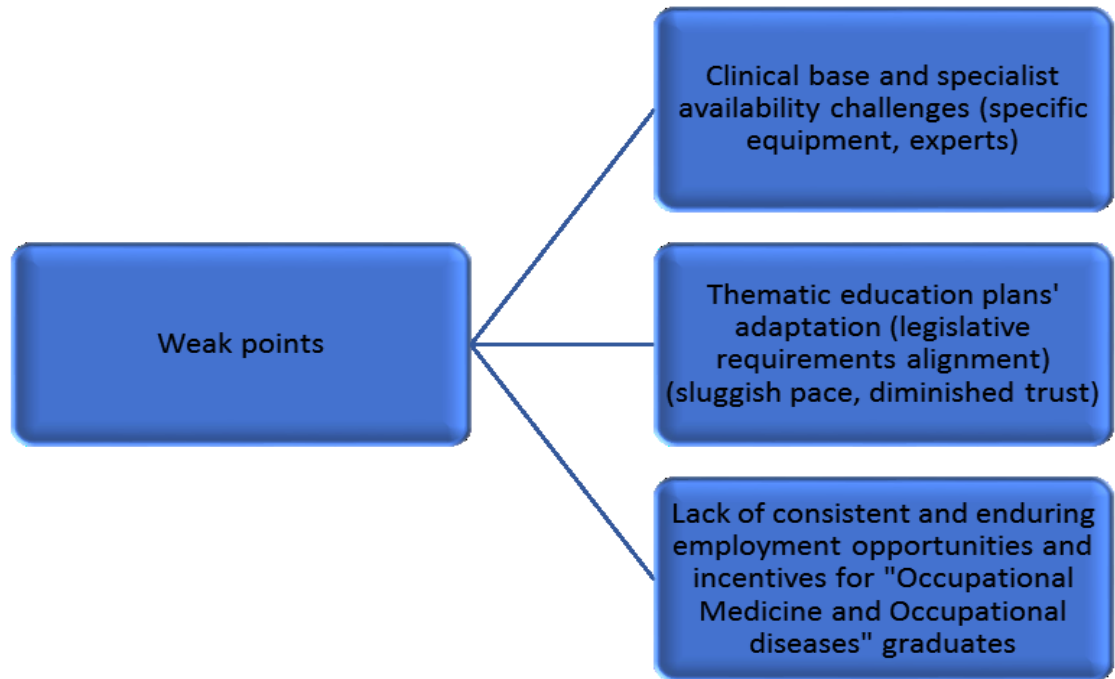 Weak points
Clinical base and specialist
availability challenges (specific
equipment, experts)
Thematic education plans'
adaptation (legislative
requirements alignment)
(sluggish pace, diminished trust)
Lack of consistent and enduring
employment opportunities and
incentives for "Occupational
Medicine and Occupational
diseases" graduates